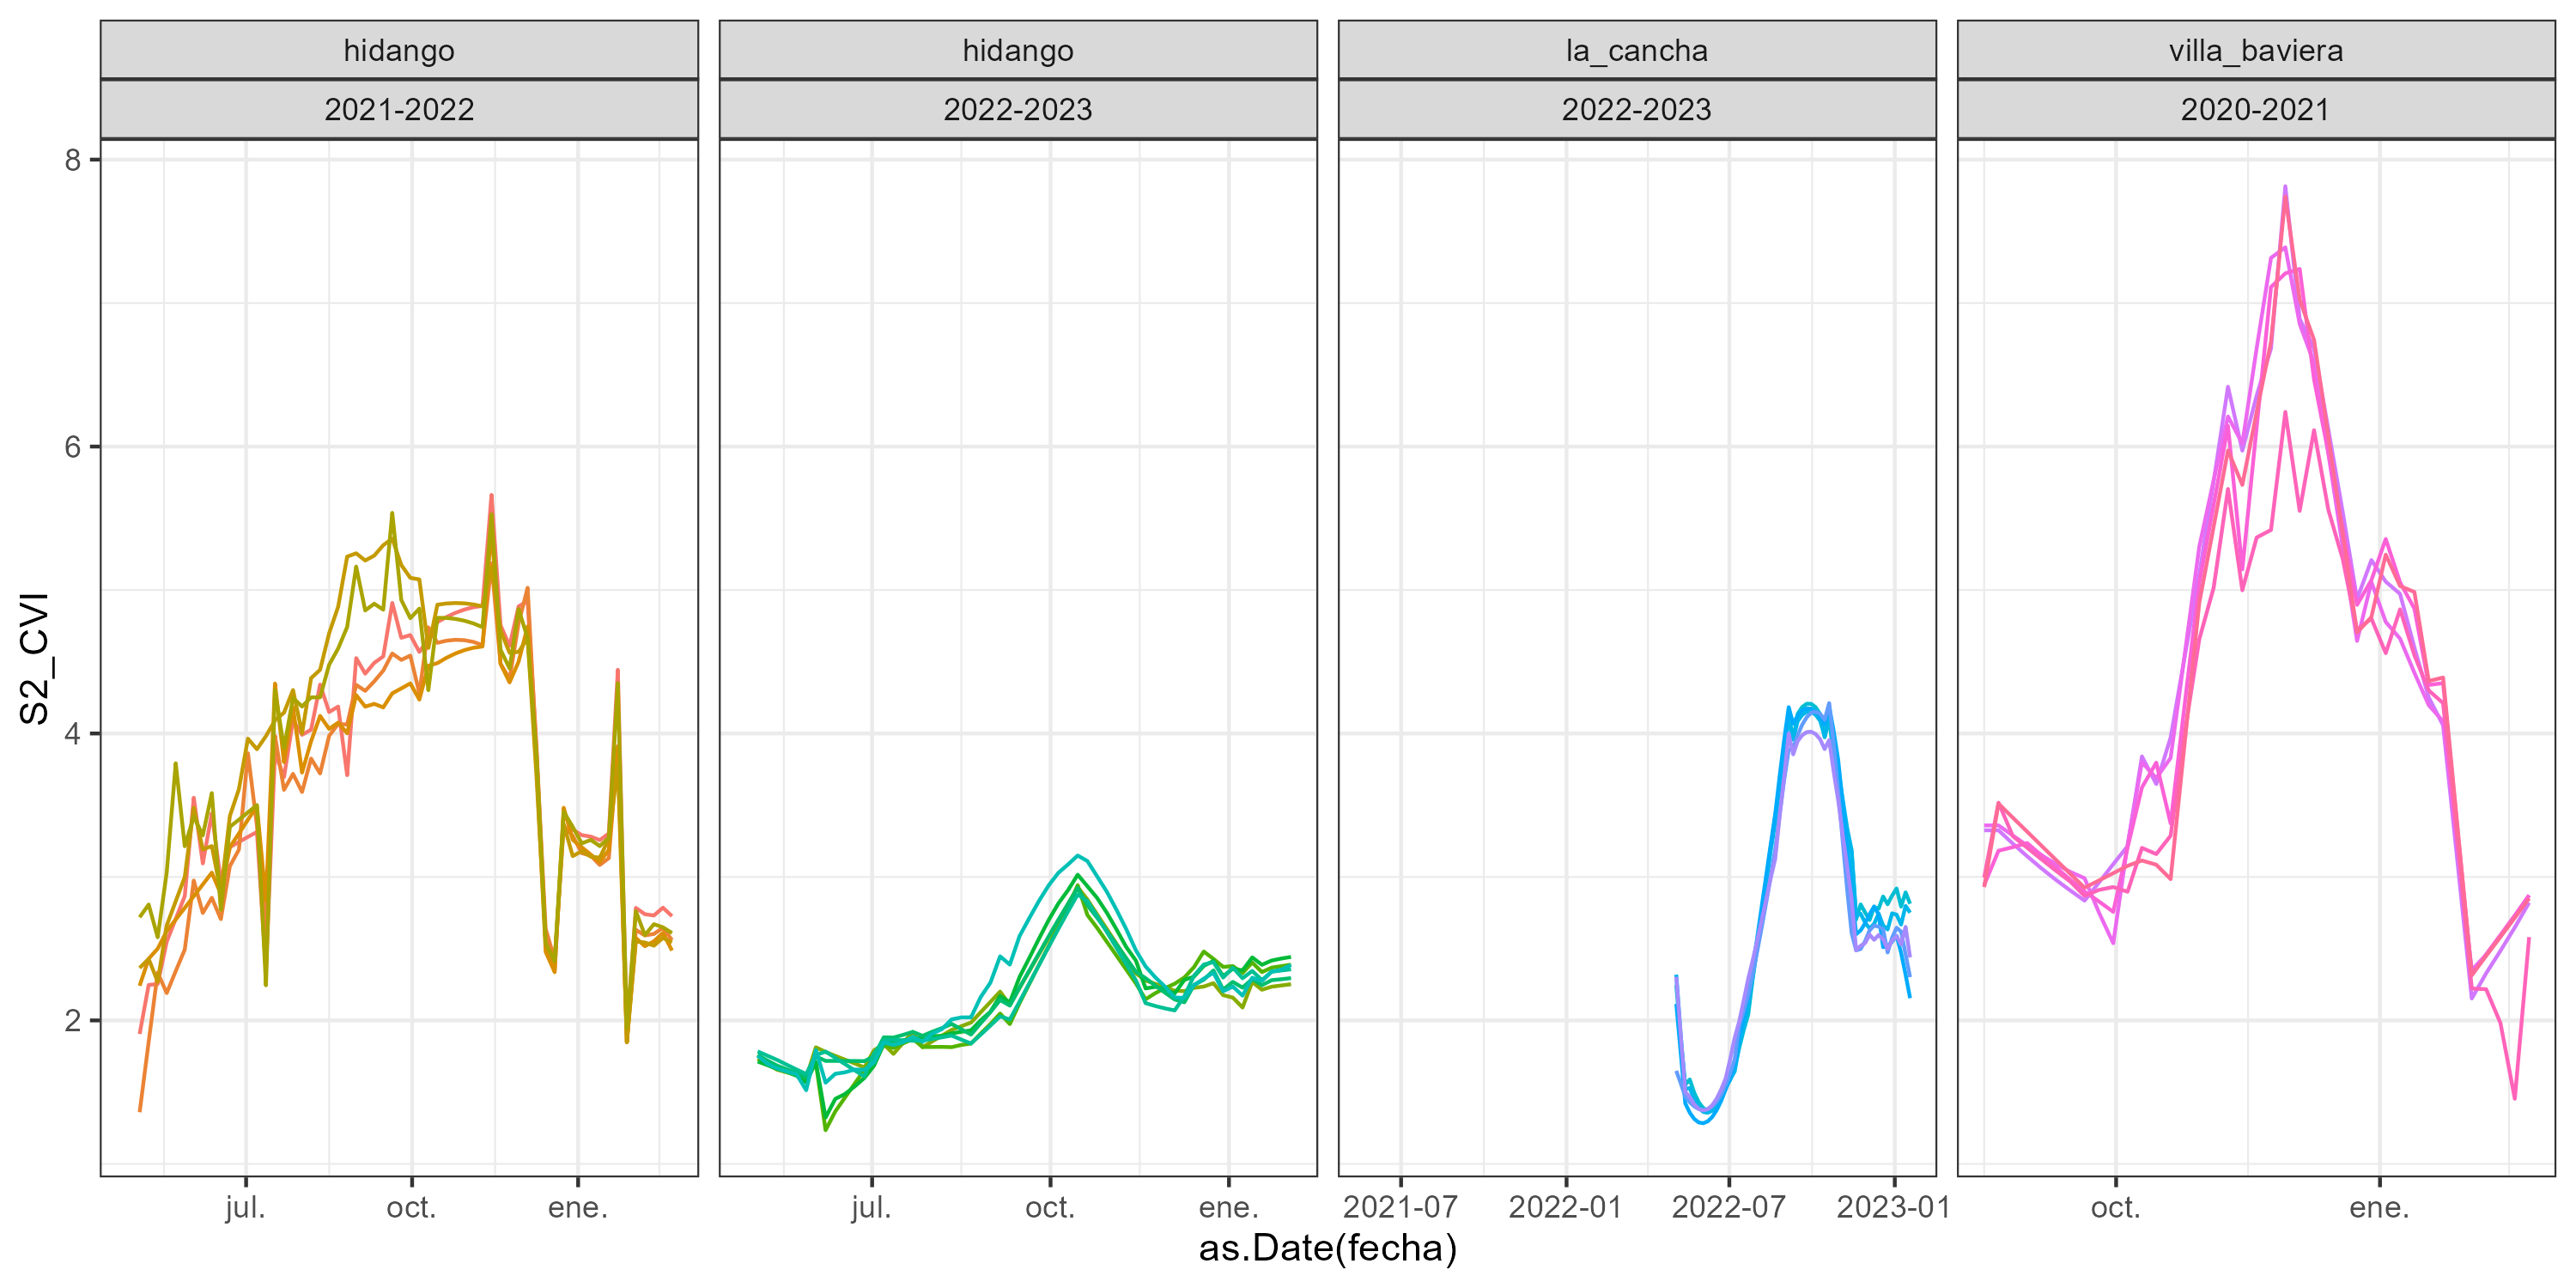 hidango hidango la_cancha villa_baviera
2021-2022 2022-2023 2022-2023 2020-2021
8
6
4
2
S2_CVI
jul. oct. ene. jul. oct. ene. 2021-07 2022-01 2022-07 2023-01 oct. ene.
as.Date(fecha)